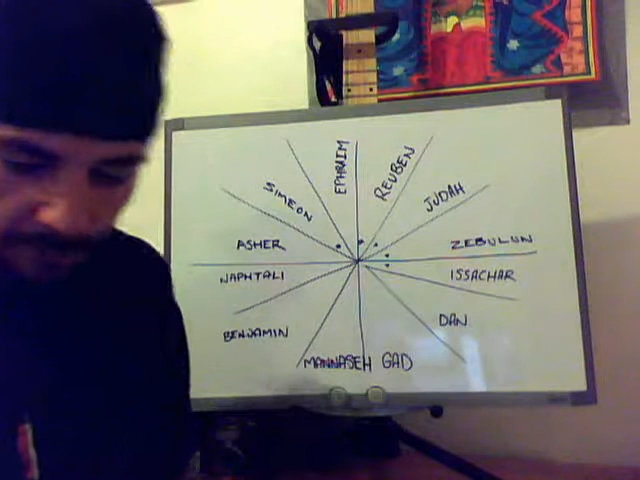 EPHRAIM
REUBEN
SIMEON
JUDAH
ASHER
ZEBULUN
NAPHTALI
ISSACHAR
BENJAMIN
DAN
MANNASEH GAD